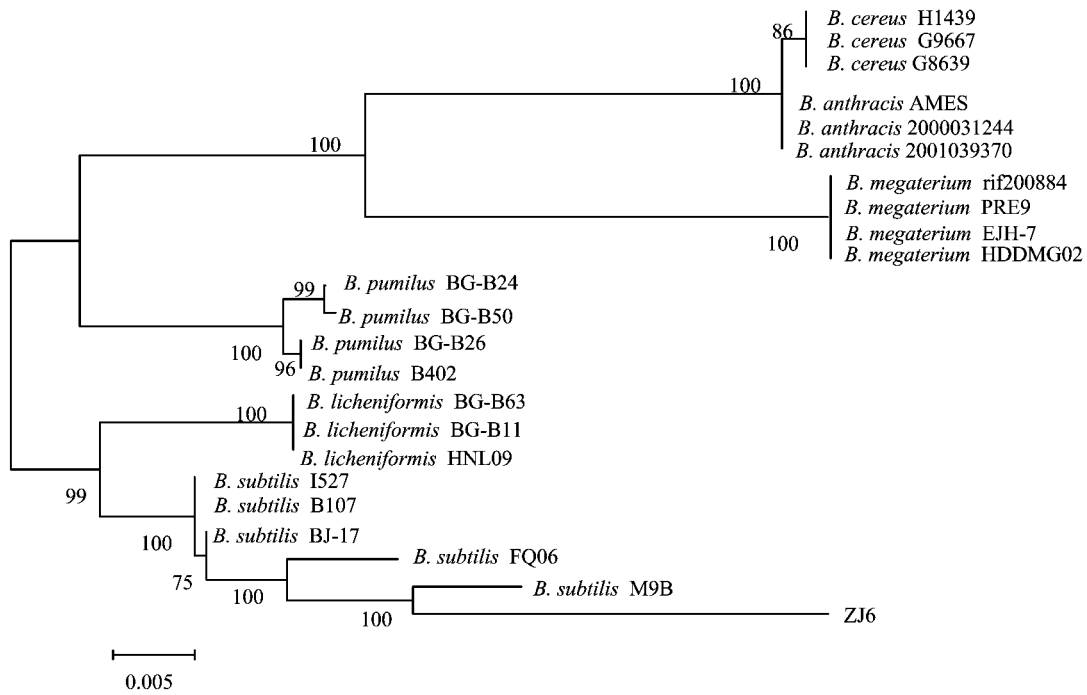 86
B. cereus H1439
B. cereus G9667
B. cereus G8639
100
B. anthracis AMES
B. anthracis 2000031244
B. anthracis 2001039370
100
B. megaterium rif200884
B. megaterium PRE9
B. megaterium EJH-7
B. megaterium HDDMG02
100
99
B. pumilus BG-B24
B. pumilus BG-B50
100
B. pumilus BG-B26
96
B. pumilus B402
100
B. licheniformis BG-B63
B. licheniformis BG-B11
B. licheniformis HNL09
99
B. subtilis I527
B. subtilis B107
100
B. subtilis BJ-17
75
B. subtilis FQ06
100
B. subtilis M9B
100
ZJ6
0.005